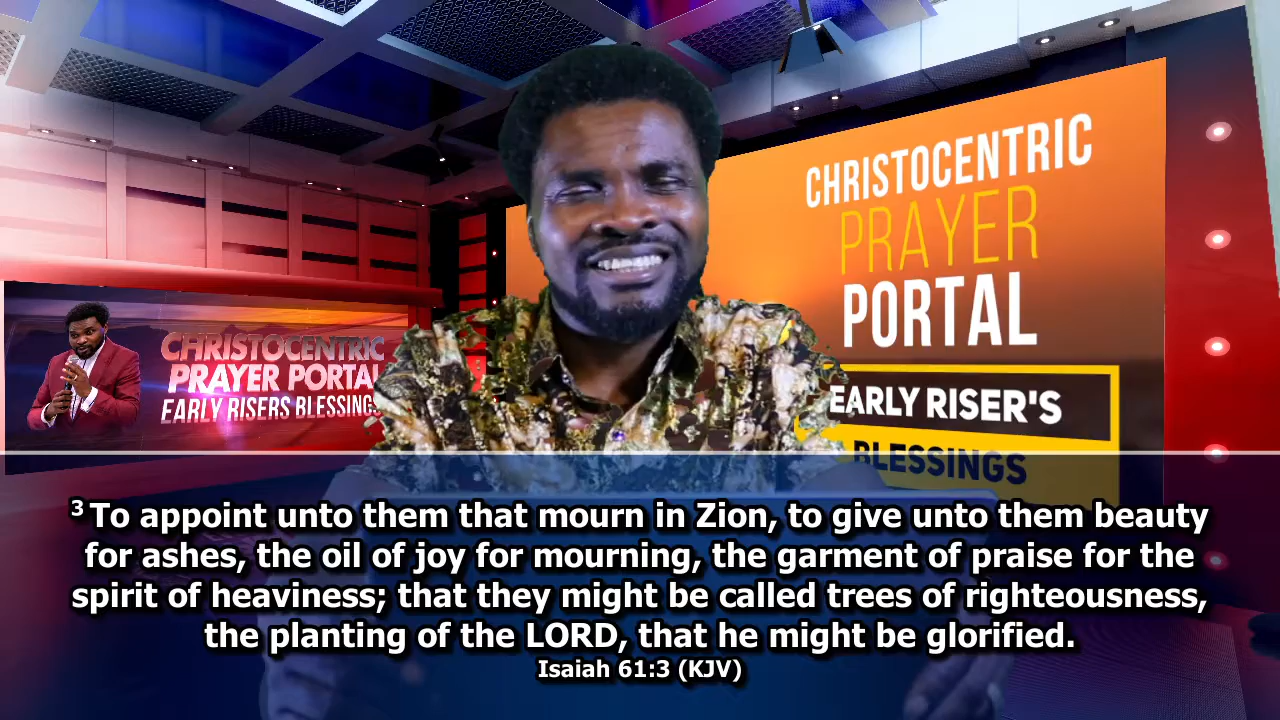 CHRISTOCENTRIC
PRAYER
PORTAL
EARLY RISER'S
BLESSINGS
CHRISTOCENTRIC
PRAYER PORTAL
EARLY RISERS BLESSINGS
3 To appoint unto them that mourn in Zion, to give unto them beauty
for ashes, the oil of joy for mourning, the garment of praise for the
spirit of heaviness; that they might be called trees of righteousness,
the planting of the LORD, that he might be glorified.
Isaiah 61:3 (KJV)